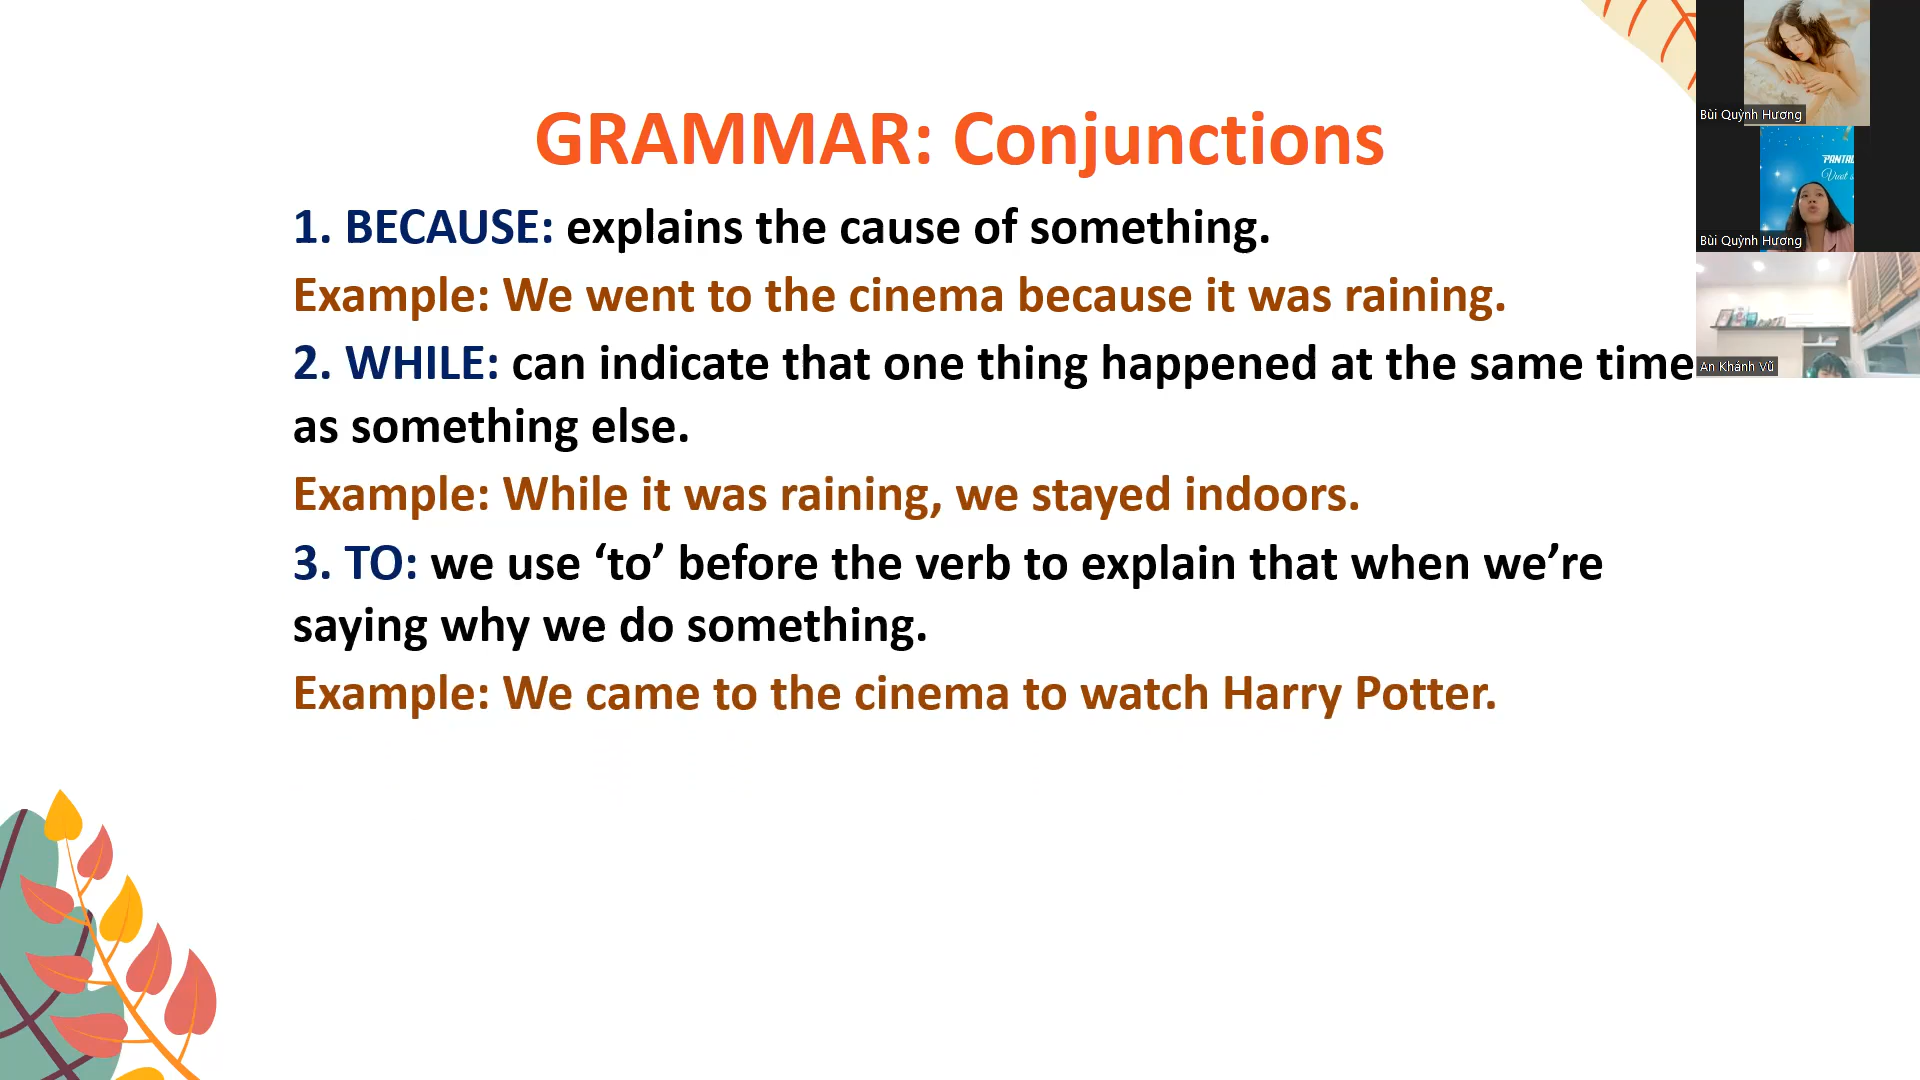 GRAMMAR: Conjunctions
1. BECAUSE: explains the cause of something.
Example: We went to the cinema because it was raining.
2. WHILE: can indicate that one thing happened at the same time
as something else.
Example: While it was raining, we stayed indoors.
3. TO: we use ‘to’ before the verb to explain that when we’re
saying why we do something.
Example: We came to the cinema to watch Harry Potter.
Bùi Quỳnh Hương
Bùi Quỳnh Hương
An Khánh Vũ